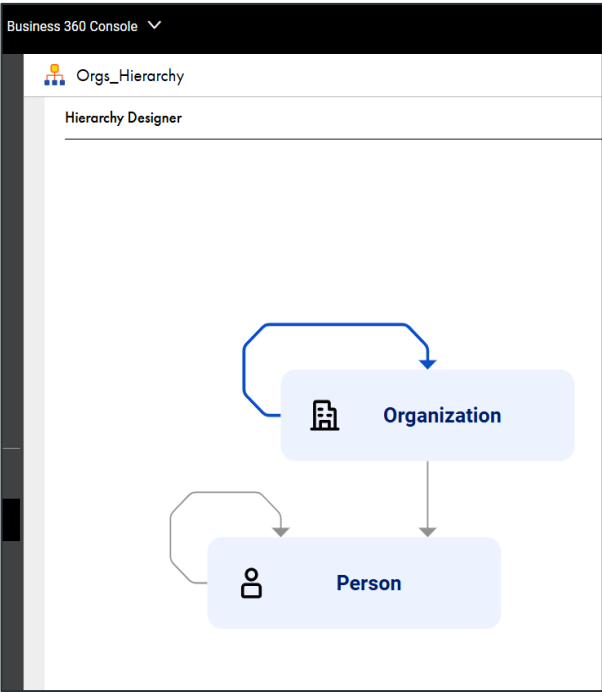 Business 360 Console
Orgs_Hierarchy
Hierarchy Designer
Organization
Person